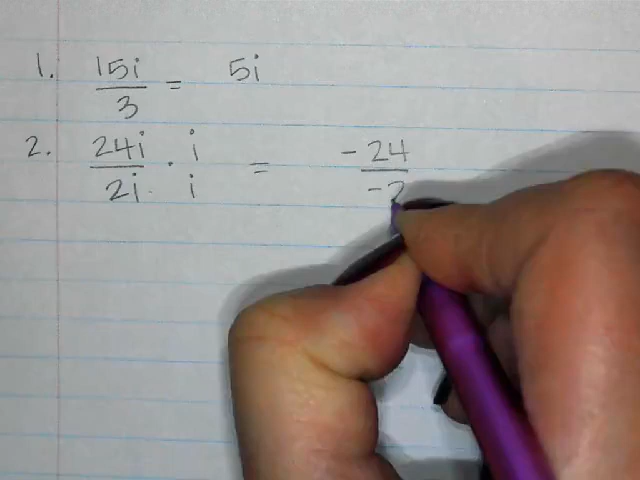 1. 15i/3 = 5i
2. 24i/2i · i/i = -24/-2